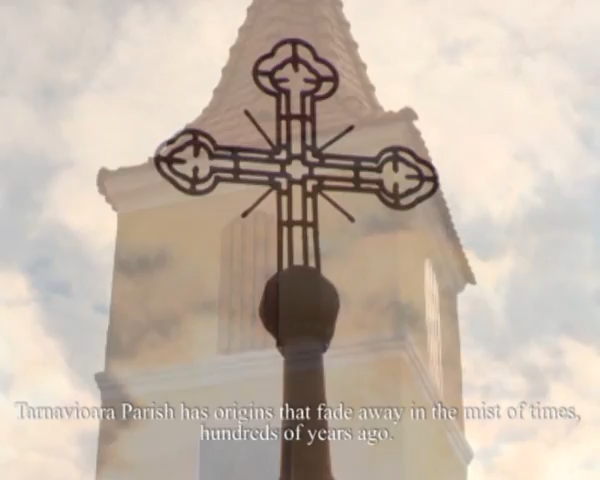 Tarnavioara Parish has origins that fade away in the mist of times,
hundreds of years ago.